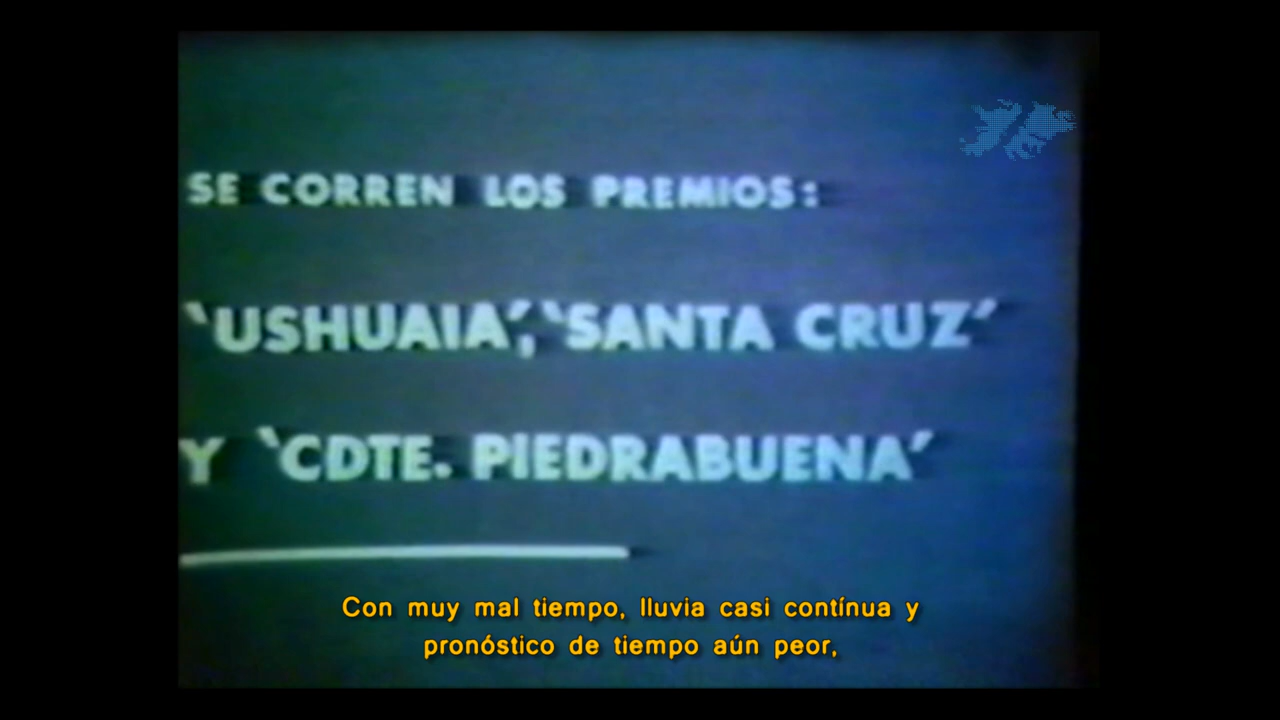 SE CORREN LOS PREMIOS:
‘USHUAIA’, ‘SANTA CRUZ’
Y ‘CDTE. PIEDRABUENA’
Con muy mal tiempo, lluvia casi contínua y
pronóstico de tiempo aún peor,